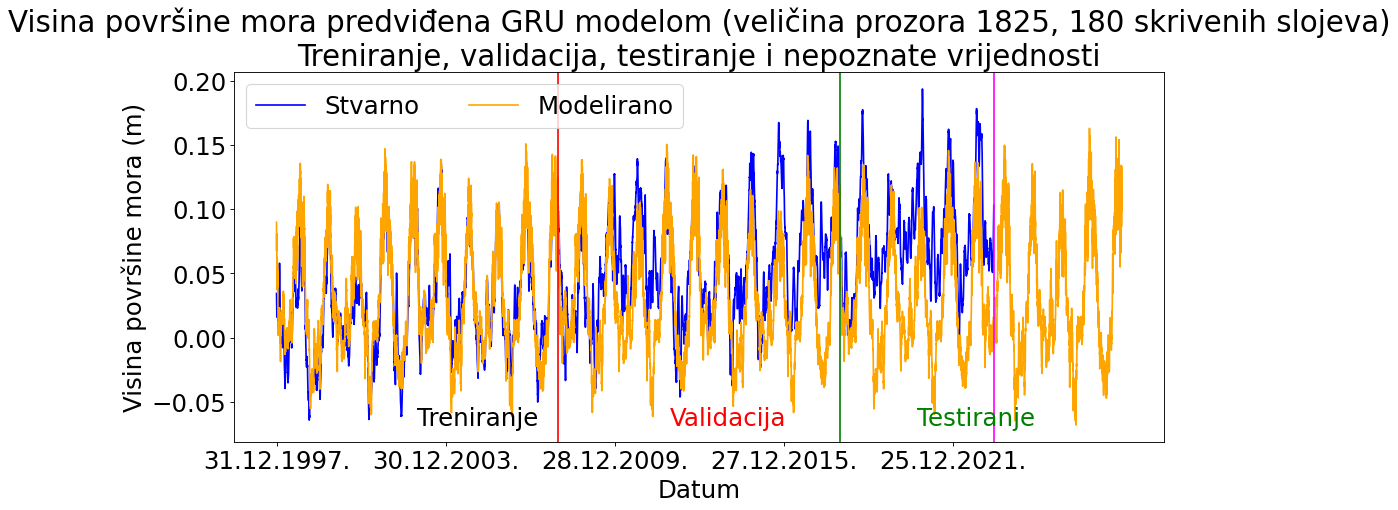 Visina površine mora predviđena GRU modelom (veličina prozora 1825, 180 skrivenih slojeva)
Treniranje, validacija, testiranje i nepoznate vrijednosti
Stvarno
Modelirano
Visina površine mora (m)
0.20
0.15
0.10
0.05
0.00
−0.05
Treniranje
Validacija
Testiranje
31.12.1997.
30.12.2003.
28.12.2009.
27.12.2015.
25.12.2021.
Datum